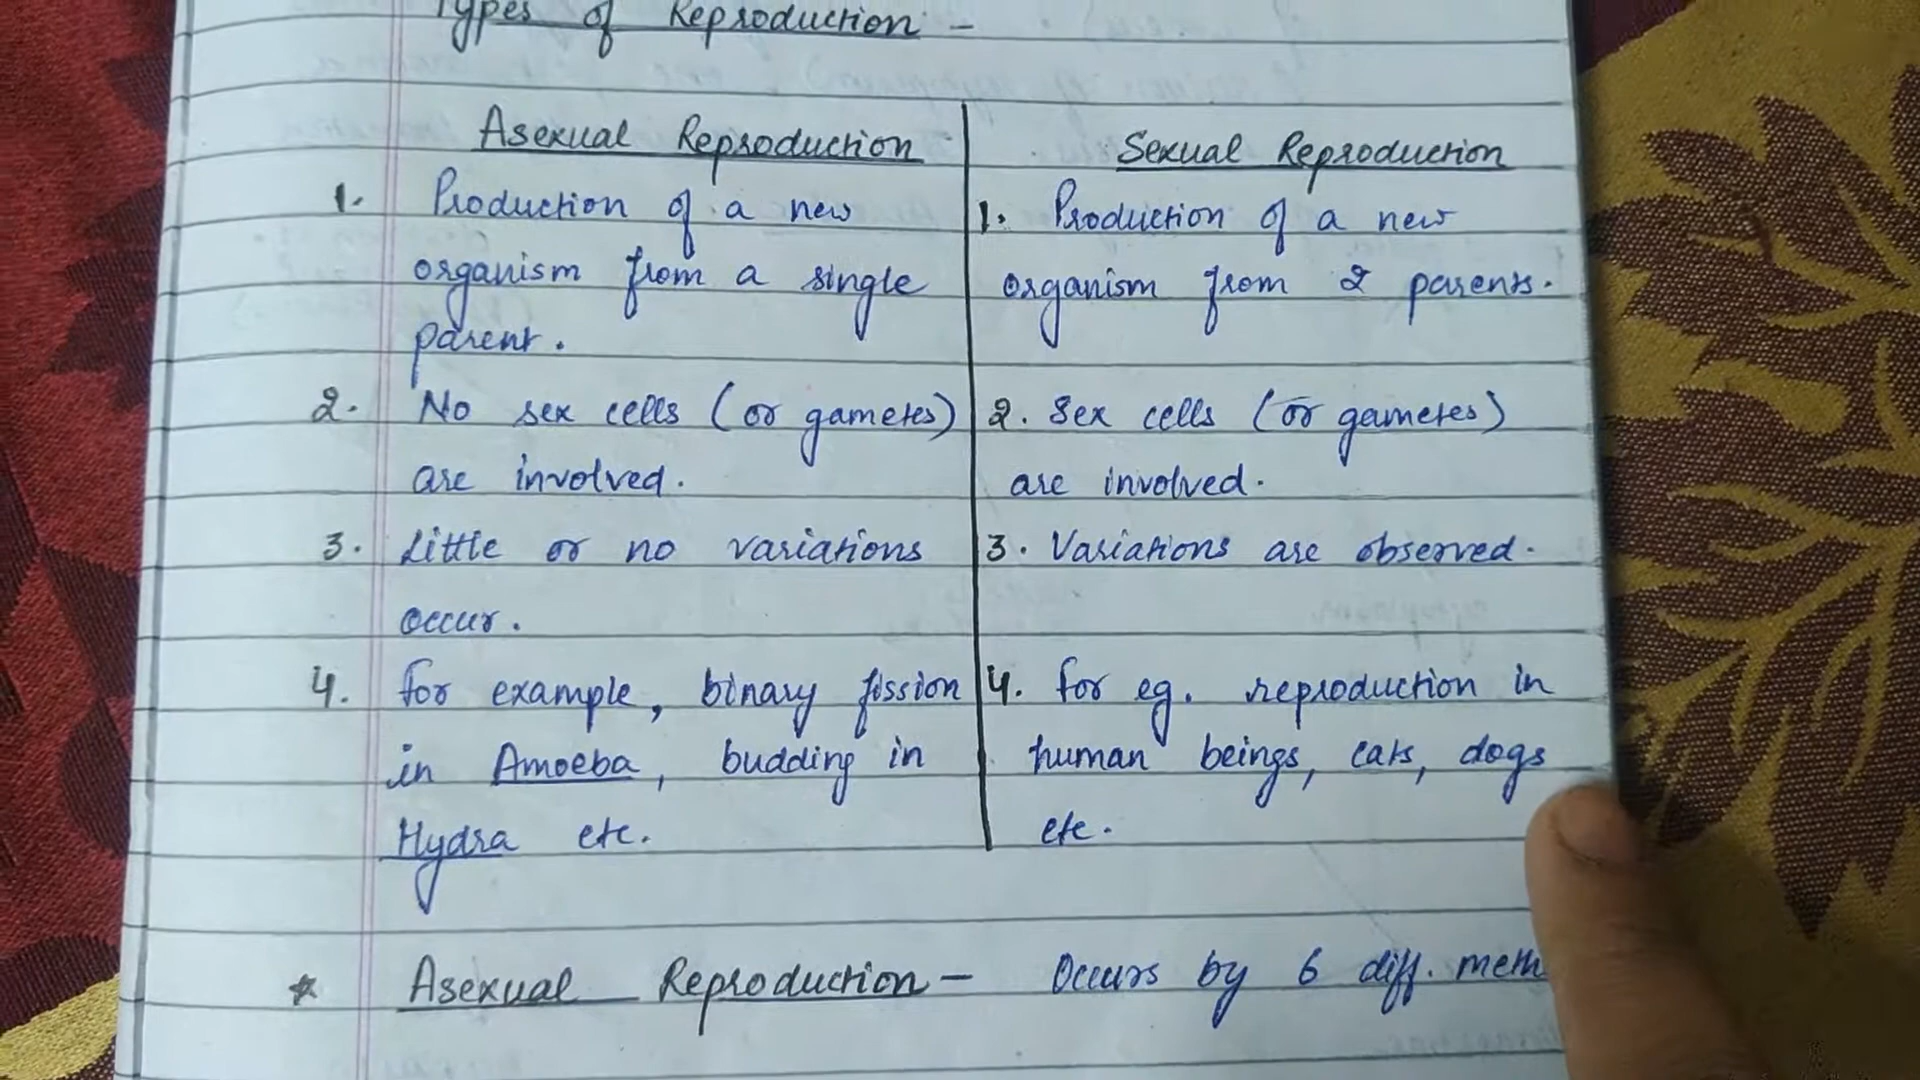 Types of Reproduction -
Asexual Reproduction
1. Production of a new
organism from a single
parent.
2. No sex cells (or gametes)
are involved.
3. Little or no variations
occur.
4. for example, binary fission
in Amoeba, budding in
Hydra etc.
Sexual Reproduction
1. Production of a new
organism from 2 parents.
2. Sex cells (or gametes)
are involved.
3. Variations are observed.
4. for eg. reproduction in
human beings, cats, dogs
etc.
* Asexual Reproduction - Occurs by 6 diff. meth